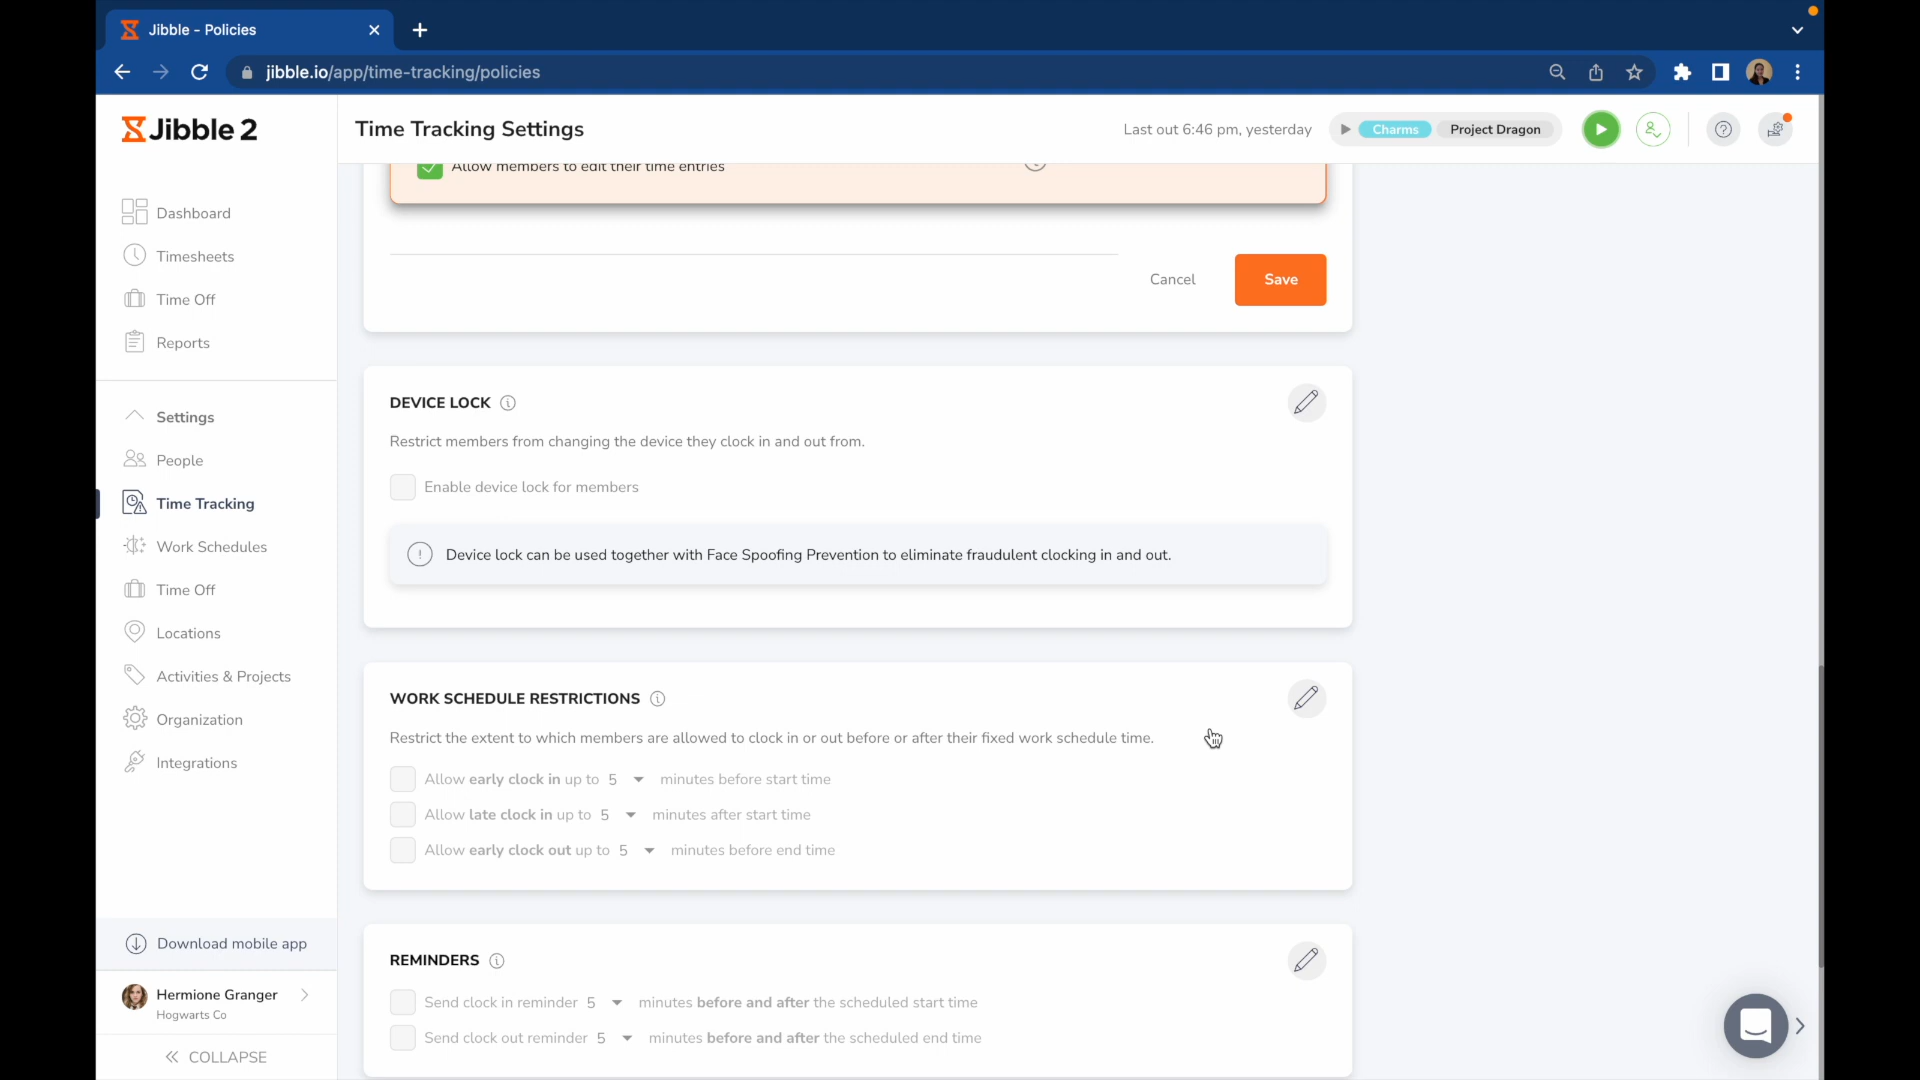 Jibble - Policies
jibble.io/app/time-tracking/policies
Jibble 2
Time Tracking Settings
Last out 6:46 pm, yesterday
Charms
Project Dragon
Dashboard
Timesheets
Time Off
Reports
Settings
People
Time Tracking
Work Schedules
Time Off
Locations
Activities & Projects
Organization
Integrations
Download mobile app
Hermione Granger
Hogwarts Co
COLLAPSE
Allow members to edit their time entries
Cancel
Save
DEVICE LOCK
Restrict members from changing the device they clock in and out from.
Enable device lock for members
Device lock can be used together with Face Spoofing Prevention to eliminate fraudulent clocking in and out.
WORK SCHEDULE RESTRICTIONS
Restrict the extent to which members are allowed to clock in or out before or after their fixed work schedule time.
Allow early clock in up to 5 minutes before start time
Allow late clock in up to 5 minutes after start time
Allow early clock out up to 5 minutes before end time
REMINDERS
Send clock in reminder 5 minutes before and after the scheduled start time
Send clock out reminder 5 minutes before and after the scheduled end time